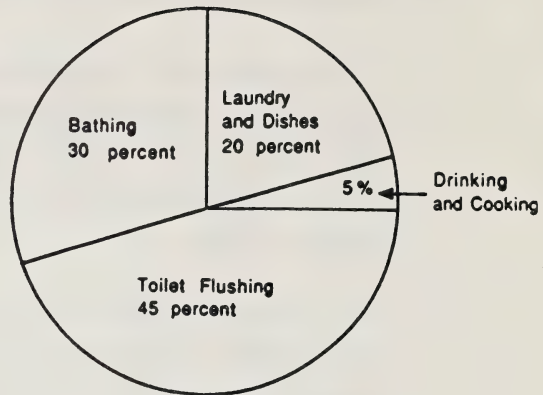 Bathing
30 percent
Laundry
and Dishes
20 percent
5%
Drinking
and Cooking
Toilet Flushing
45 percent